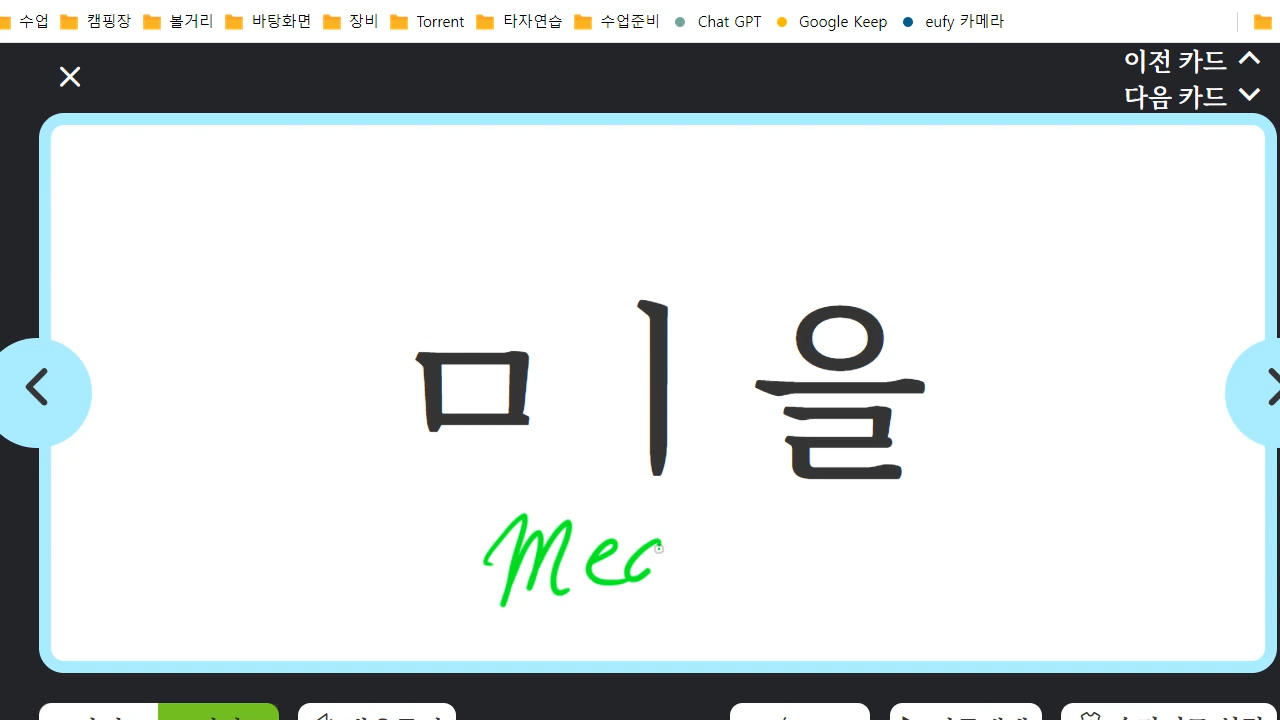 수업 캠핑장 볼거리 바탕화면 장비 Torrent 타자연습 수업준비 Chat GPT Google Keep eufy 카메라
이전 카드
다음 카드
ㅁㅣ을
mec